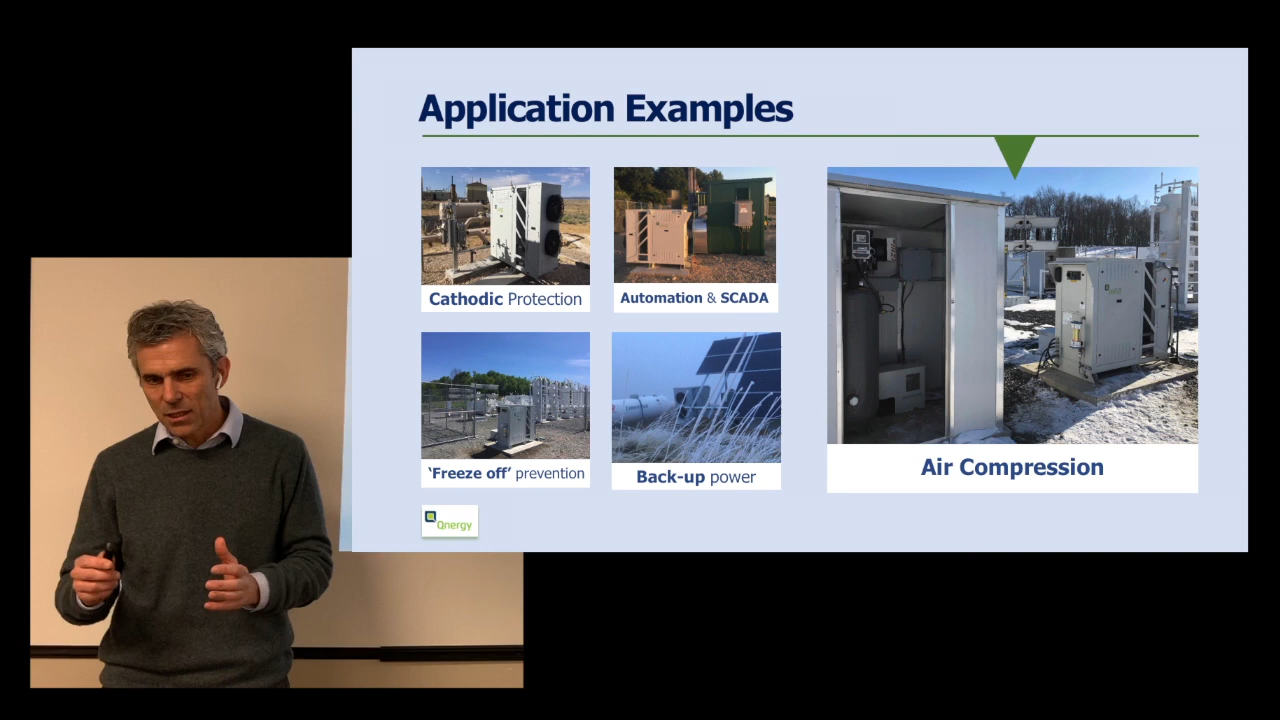 Application Examples
Cathodic Protection
Automation & SCADA
'Freeze off' prevention
Back-up power
Air Compression
Qnergy